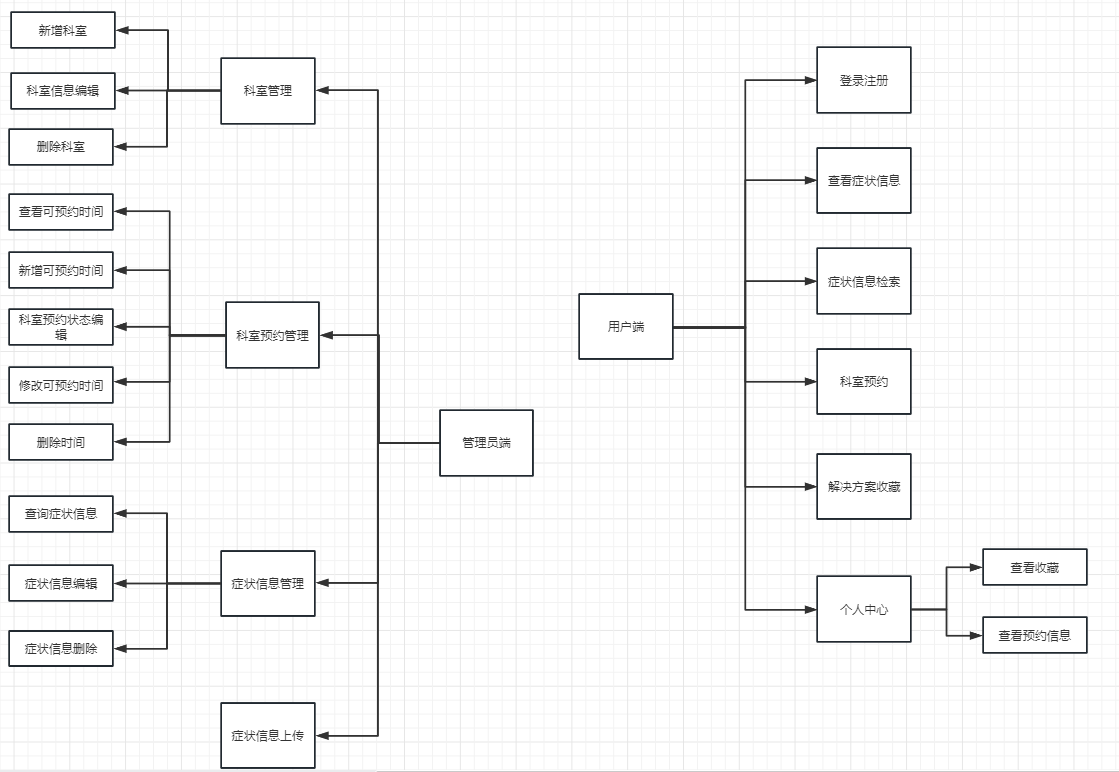 新增科室
科室信息编辑
删除科室
科室管理
查看可预约时间
新增可预约时间
科室预约状态编
辑
修改可预约时间
删除时间
科室预约管理
查询症状信息
症状信息编辑
症状信息删除
症状信息管理
症状信息上传
管理员端
用户端
登录注册
查看症状信息
症状信息检索
科室预约
解决方案收藏
个人中心
查看收藏
查看预约信息